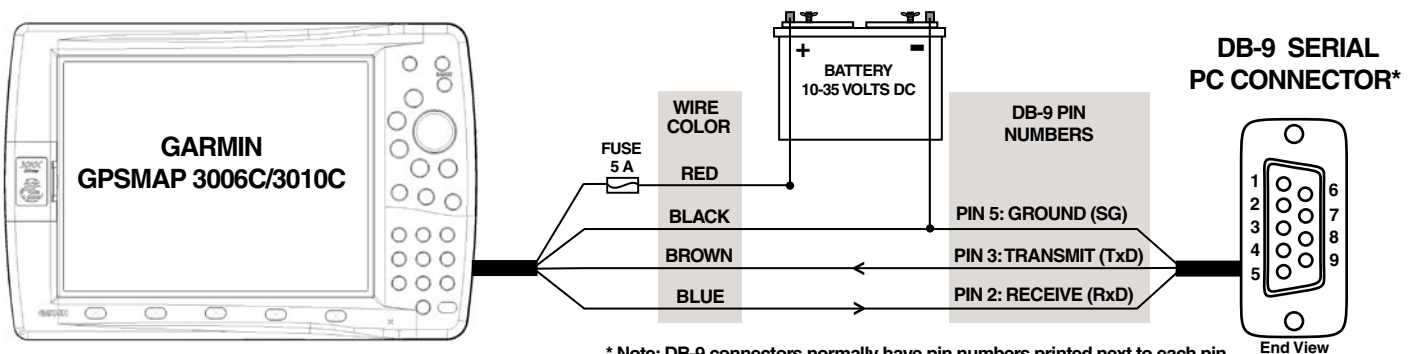 GARMIN
GPSMAP 3006C/3010C
GARMIN
FUSE
5 A
WIRE
COLOR
RED
BLACK
BROWN
BLUE
+ -
BATTERY
10-35 VOLTS DC
DB-9 PIN
NUMBERS
PIN 5: GROUND (SG)
PIN 3: TRANSMIT (TxD)
PIN 2: RECEIVE (RxD)
DB-9 SERIAL
PC CONNECTOR*
1
2
3
4
5
6
7
8
9
End View
* Note: DB-9 connectors normally have pin numbers printed next to each pin.